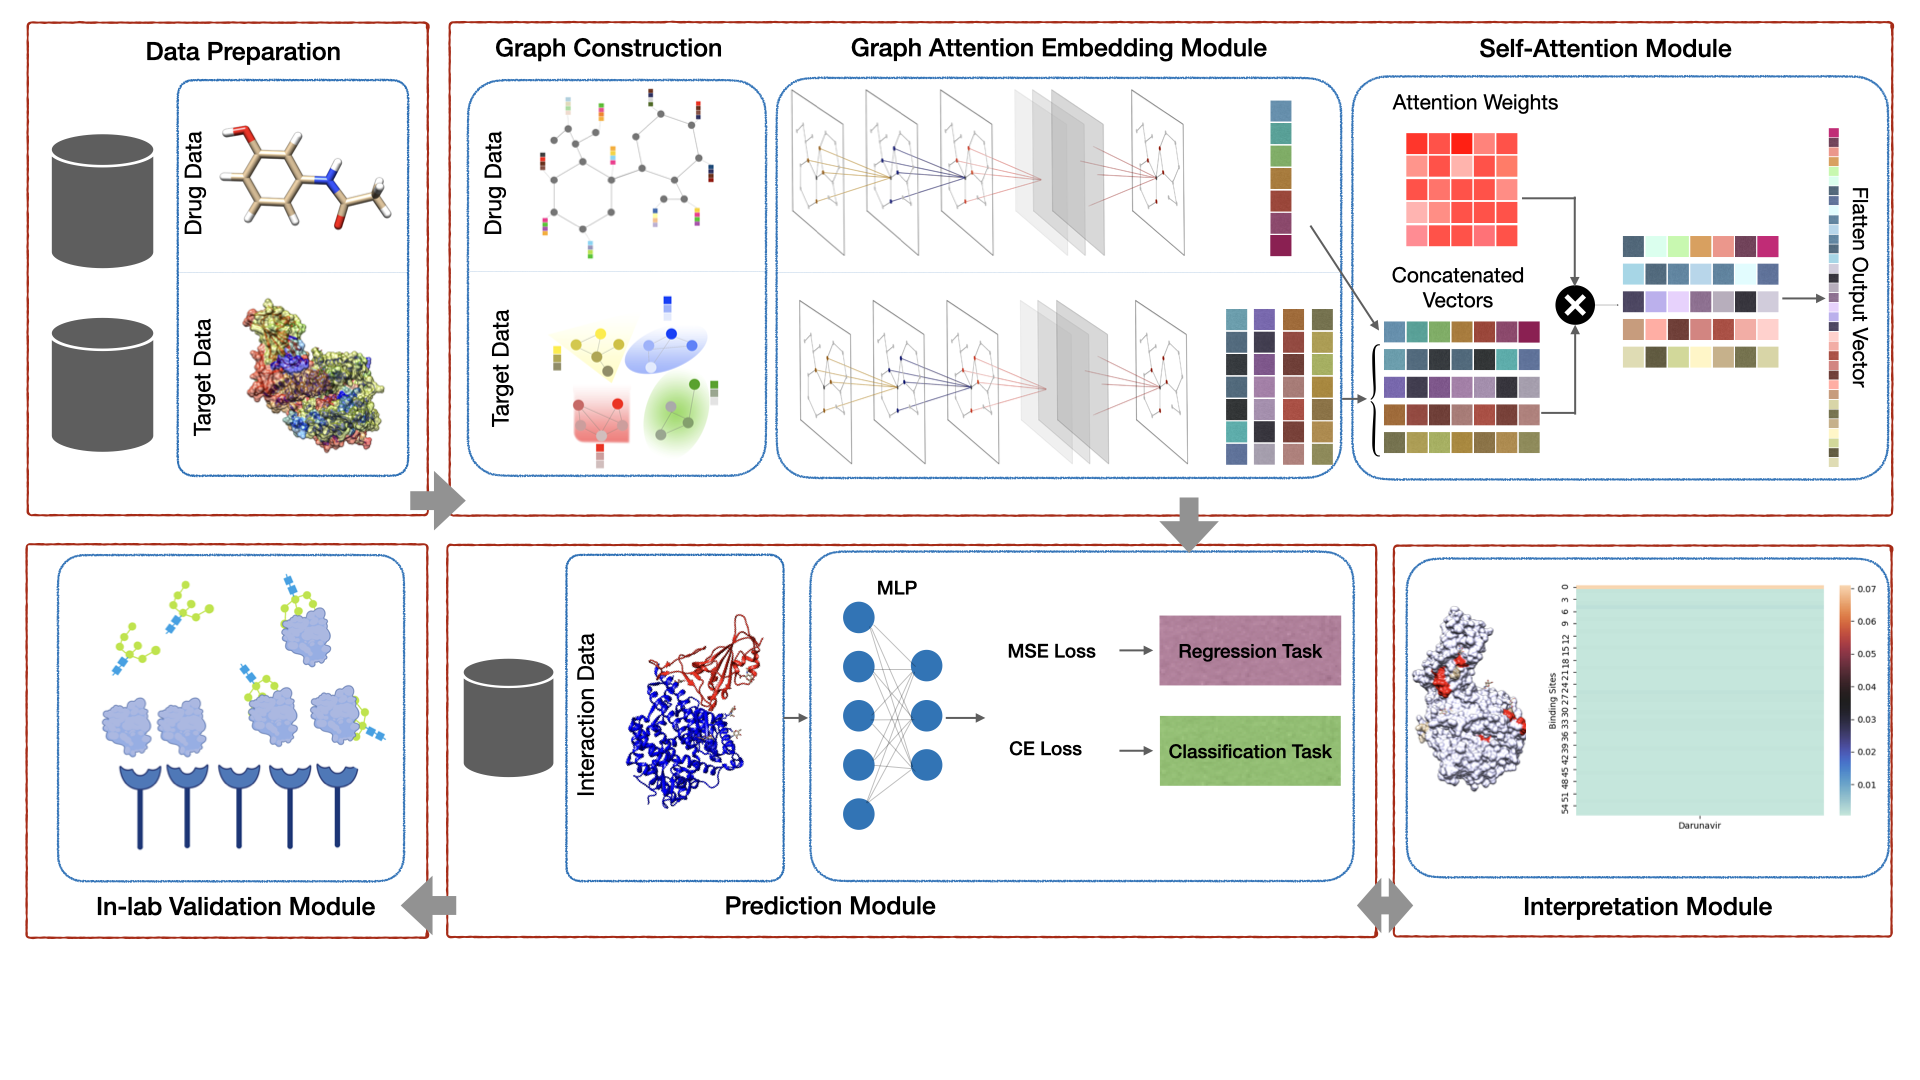 Data Preparation
Drug Data
Target Data
Graph Construction
Drug Data
Target Data
Graph Attention Embedding Module
Self-Attention Module
Attention Weights
Concatenated
Vectors
Flatten Output Vector
In-lab Validation Module
Interaction Data
MLP
MSE Loss
Regression Task
CE Loss
Classification Task
Prediction Module
Binding Sites
0
3
6
9
12
15
18
21
24
27
30
33
36
39
42
45
48
51
54
Darunavir
0.07
0.06
0.05
0.04
0.03
0.02
0.01
Interpretation Module